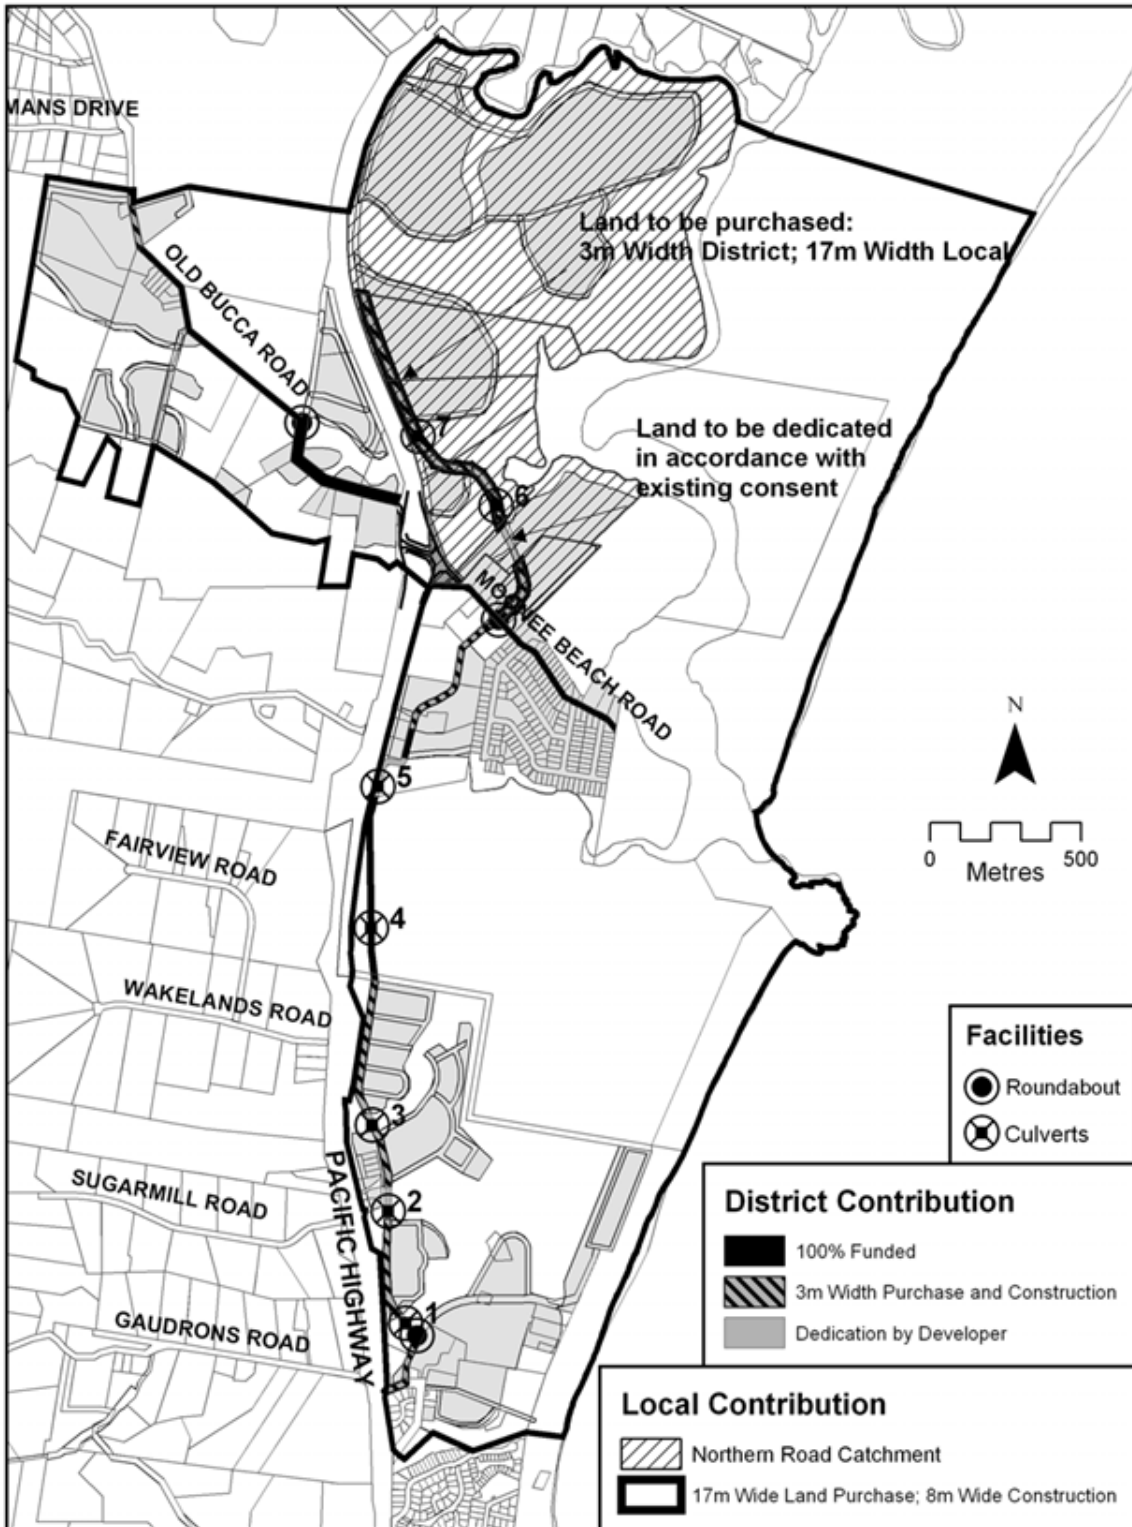 MANS DRIVE
Land to be purchased:
3m Width District; 17m Width Local
OLD BUCCA ROAD
7
Land to be dedicated
in accordance with
existing consent
6
MOONEE BEACH ROAD
N
5
FAIRVIEW ROAD
0 500
Metres
4
WAKELANDS ROAD
3
PACIFIC HIGHWAY
SUGARMILL ROAD
2
GAUDRONS ROAD
1
Facilities
Roundabout
Culverts
District Contribution
100% Funded
3m Width Purchase and Construction
Dedication by Developer
Local Contribution
Northern Road Catchment
17m Wide Land Purchase; 8m Wide Construction